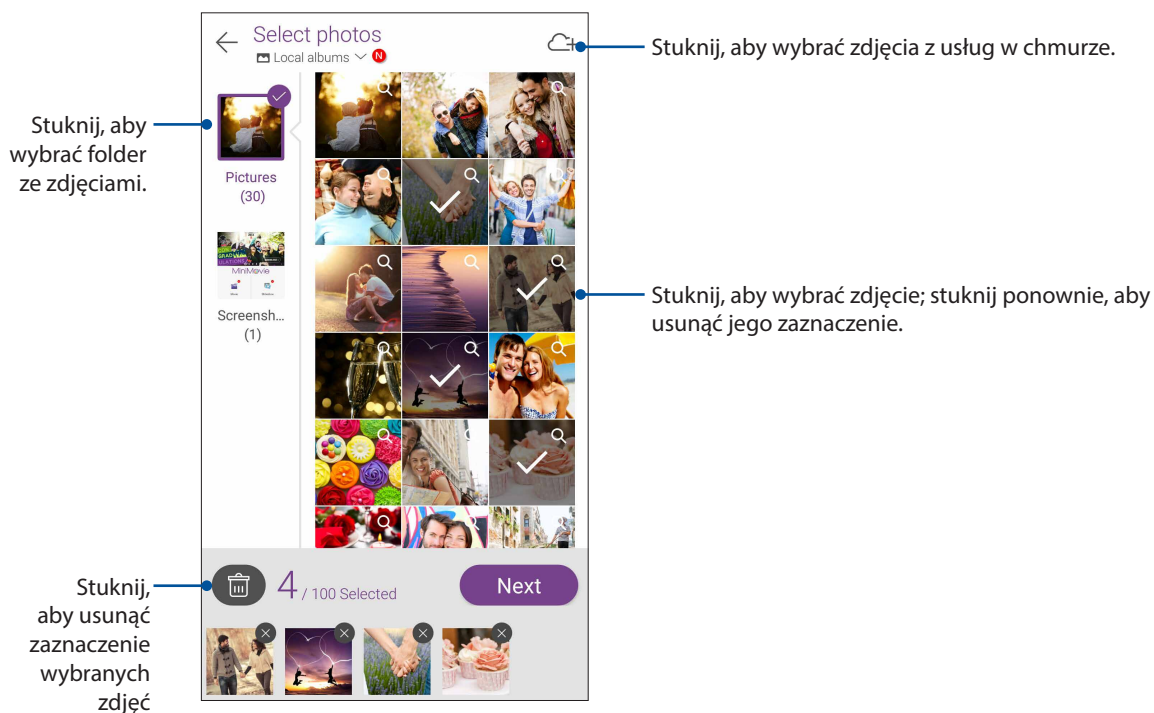 Select photos
Local albums
N
Stuknij, aby wybrać zdjęcia z usług w chmurze.
Stuknij, aby
wybrać folder
ze zdjęciami.
Pictures
(30)
MiniMovie
Screensh...
(1)
Stuknij, aby wybrać zdjęcie; stuknij ponownie, aby
usunąć jego zaznaczenie.
Stuknij,
aby usunąć
zaznaczenie
wybranych
zdjęć
4 / 100 Selected
Next